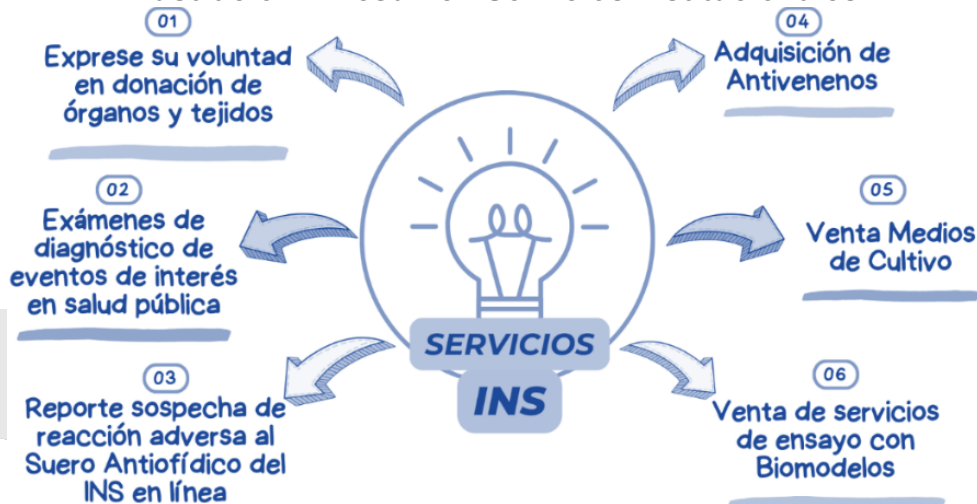 01
Exprese su voluntad
en donación de
órganos y tejidos
02
Exámenes de
diagnóstico de
eventos de interés
en salud pública
03
Reporte sospecha de
reacción adversa al
Suero Antiofídico del
INS en línea
SERVICIOS
INS
04
Adquisición de
Antivenenos
05
Venta Medios
de Cultivo
06
Venta de servicios
de ensayo con
Biomodelos